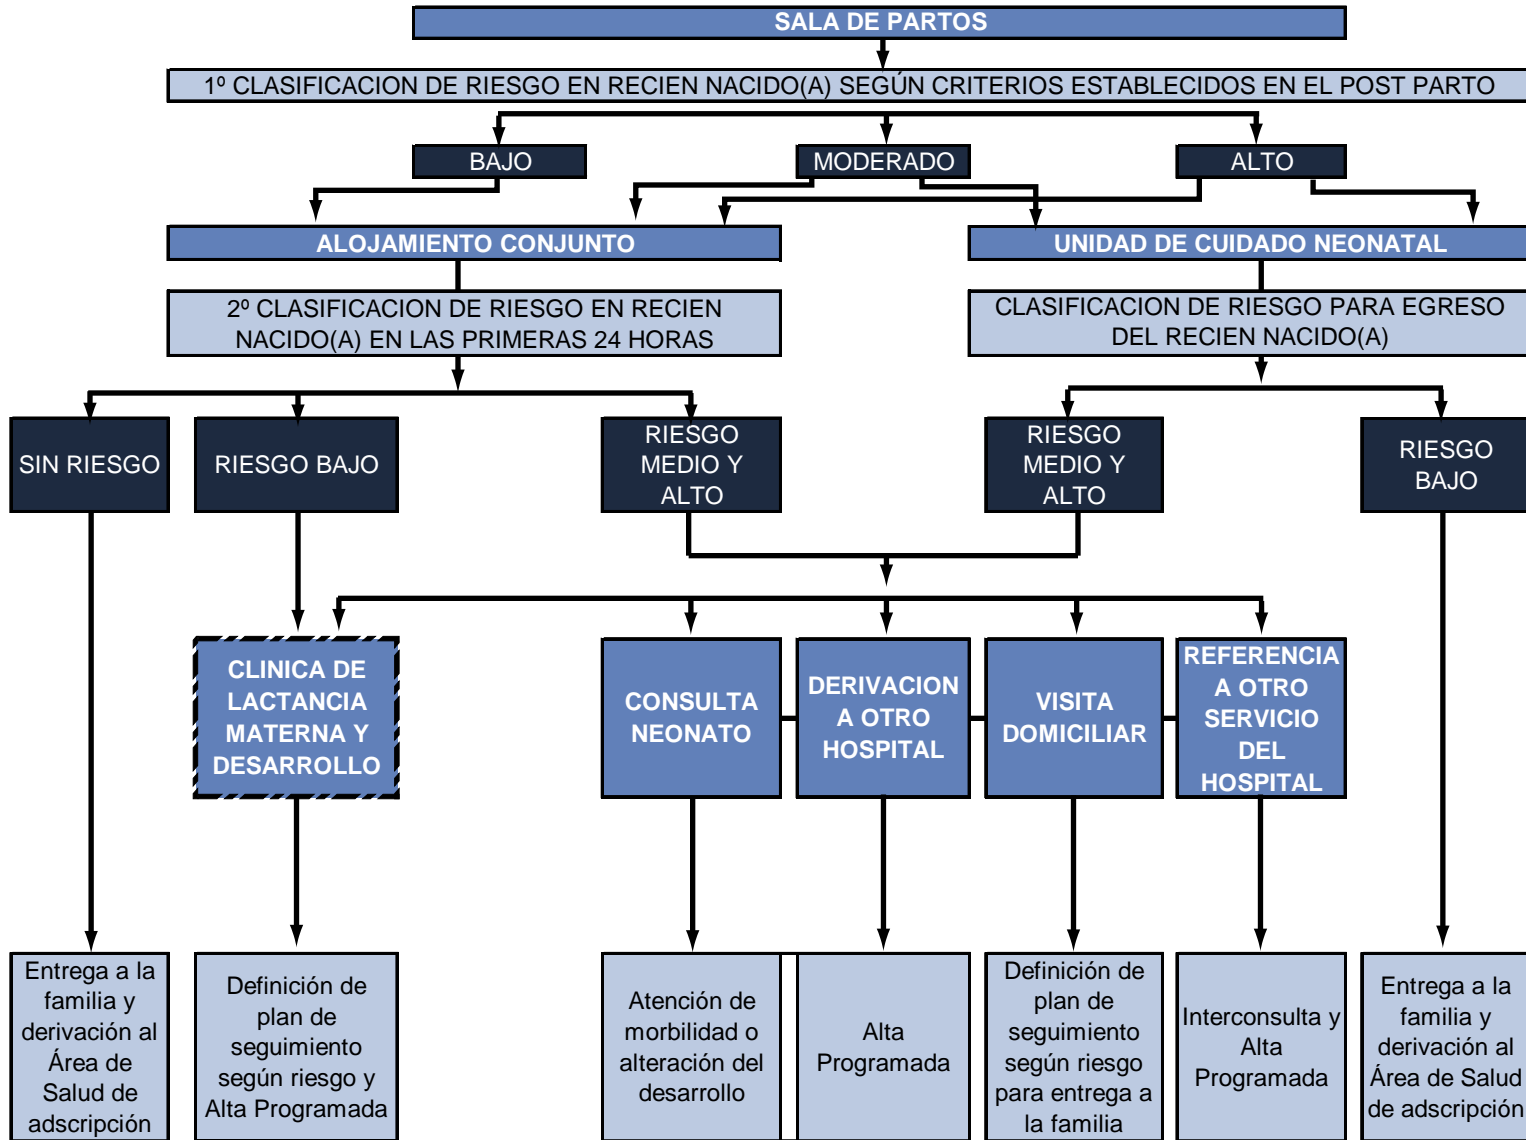 SALA DE PARTOS
1º CLASIFICACION DE RIESGO EN RECIEN NACIDO(A) SEGÚN CRITERIOS ESTABLECIDOS EN EL POST PARTO
BAJO
MODERADO
ALTO
ALOJAMIENTO CONJUNTO
UNIDAD DE CUIDADO NEONATAL
2º CLASIFICACION DE RIESGO EN RECIEN
NACIDO(A) EN LAS PRIMERAS 24 HORAS
CLASIFICACION DE RIESGO PARA EGRESO
DEL RECIEN NACIDO(A)
SIN RIESGO
RIESGO BAJO
RIESGO
MEDIO Y
ALTO
RIESGO
MEDIO Y
ALTO
RIESGO
BAJO
CLINICA DE
LACTANCIA
MATERNA Y
DESARROLLO
CONSULTA
NEONATO
DERIVACION
A OTRO
HOSPITAL
VISITA
DOMICILIAR
REFERENCIA
A OTRO
SERVICIO
DEL
HOSPITAL
Entrega a la
familia y
derivación al
Área de
Salud de
adscripción
Definición de
plan de
seguimiento
según riesgo y
Alta Programada
Atención de
morbilidad o
alteración del
desarrollo
Alta
Programada
Definición de
plan de
seguimiento
según riesgo
para entrega a
la familia
Interconsulta y
Alta
Programada
Entrega a la
familia y
derivación al
Área de Salud
de adscripción